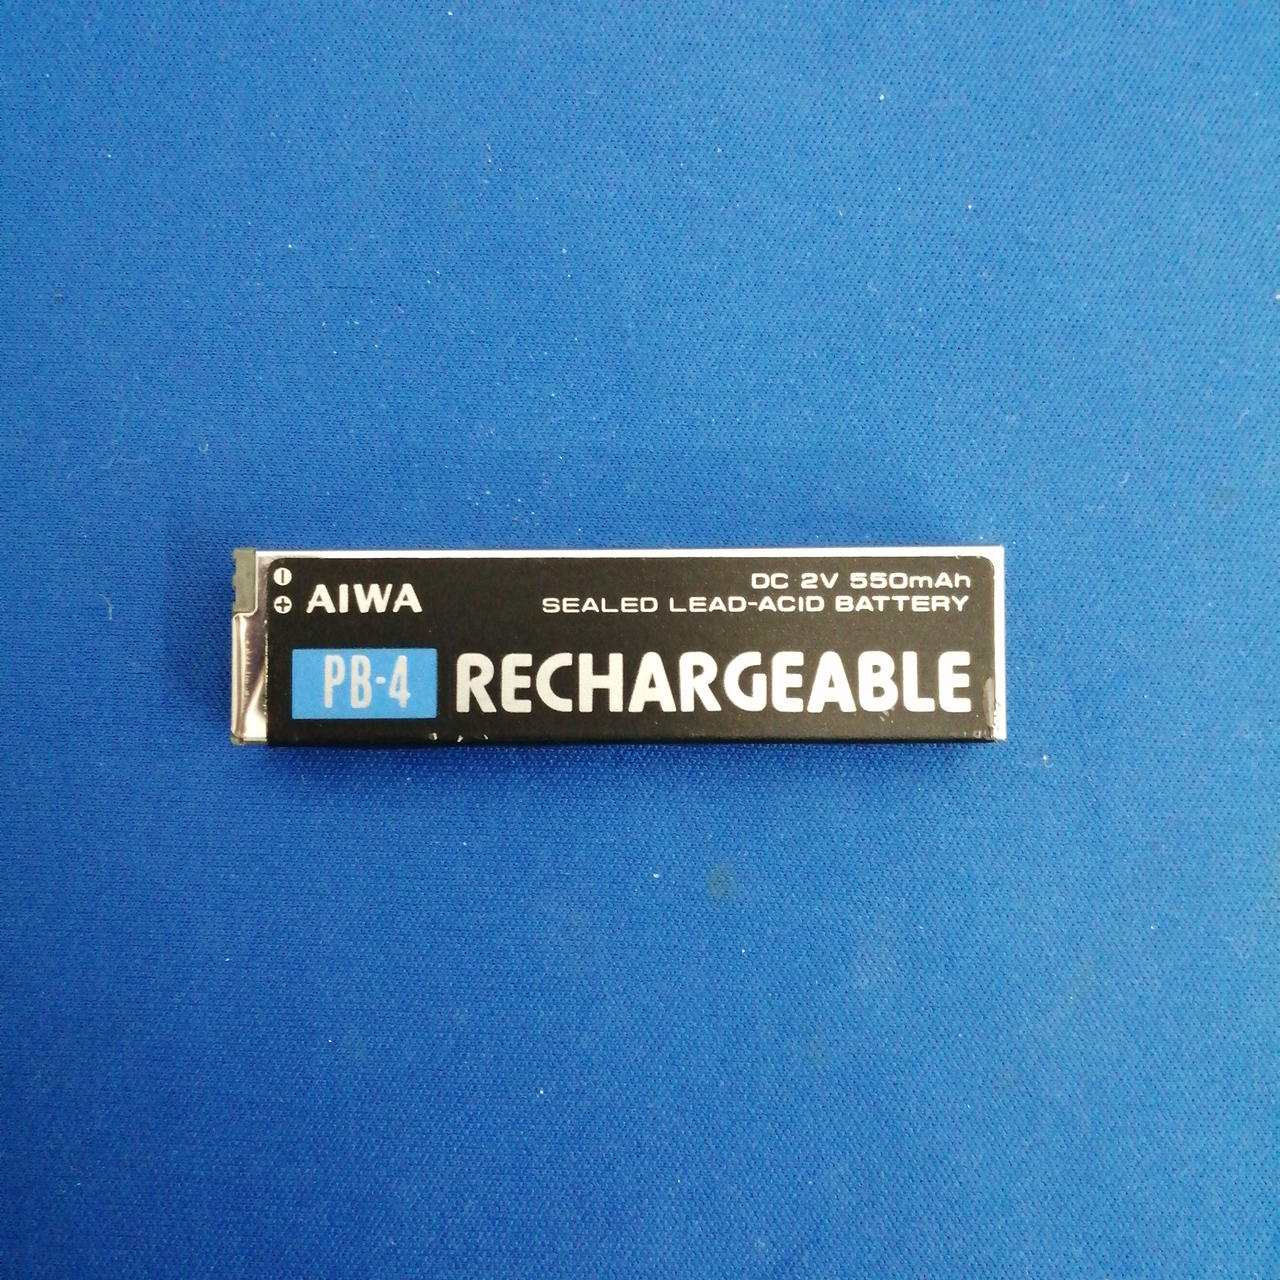 AIWA
DC 2V 550mAh
SEALED LEAD-ACID BATTERY
PB-4
RECHARGEABLE